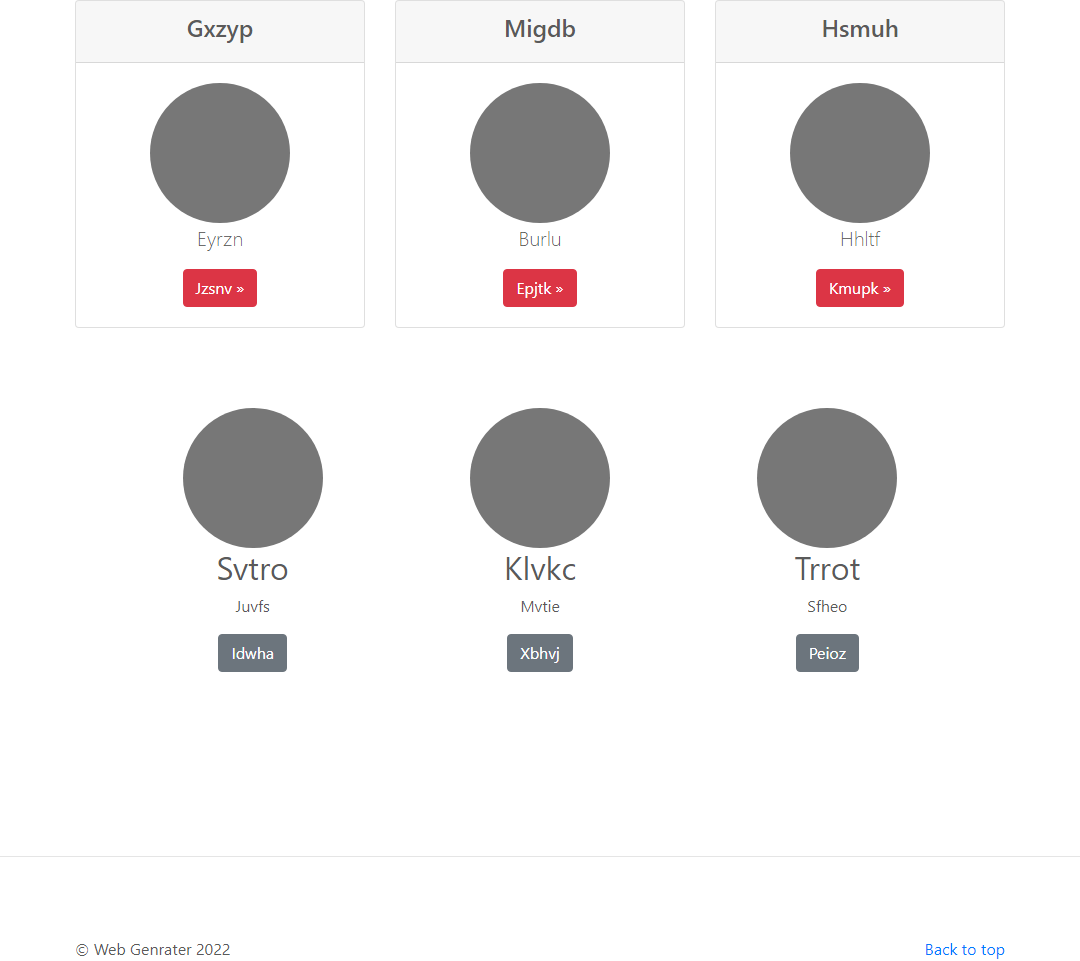 Gxzyp
Migdb
Hsmuh
Eyrzn
Burlu
Hhltf
Jzsnv »
Epjtk »
Kmupk »
Svtro
Klvkc
Trrot
Juvfs
Mvtie
Sfheo
Idwha
Xbhvj
Peioz
© Web Genrater 2022
Back to top